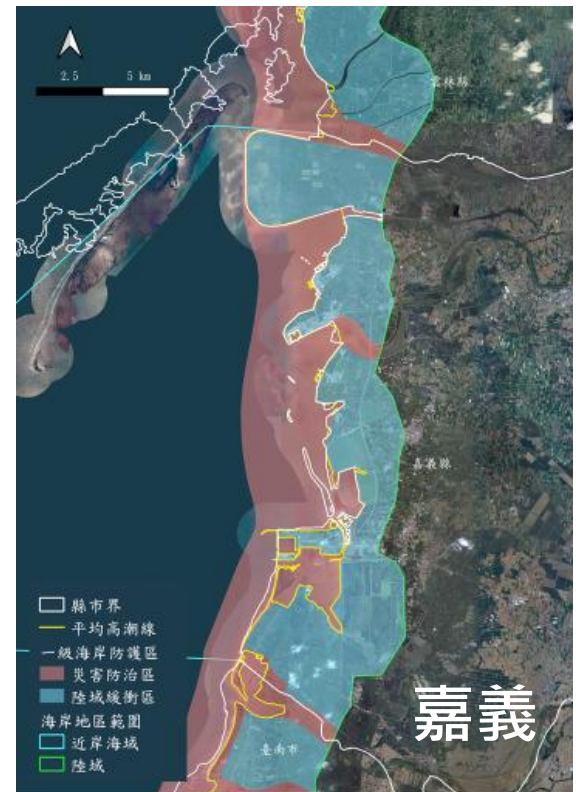 2.5 5 km
雲林縣
嘉義縣
縣市界
平均高潮線
一級海岸防護區
災害防治區
陸域緩衝區
海岸地區範圍
近岸海域
陸域
臺南市
嘉義